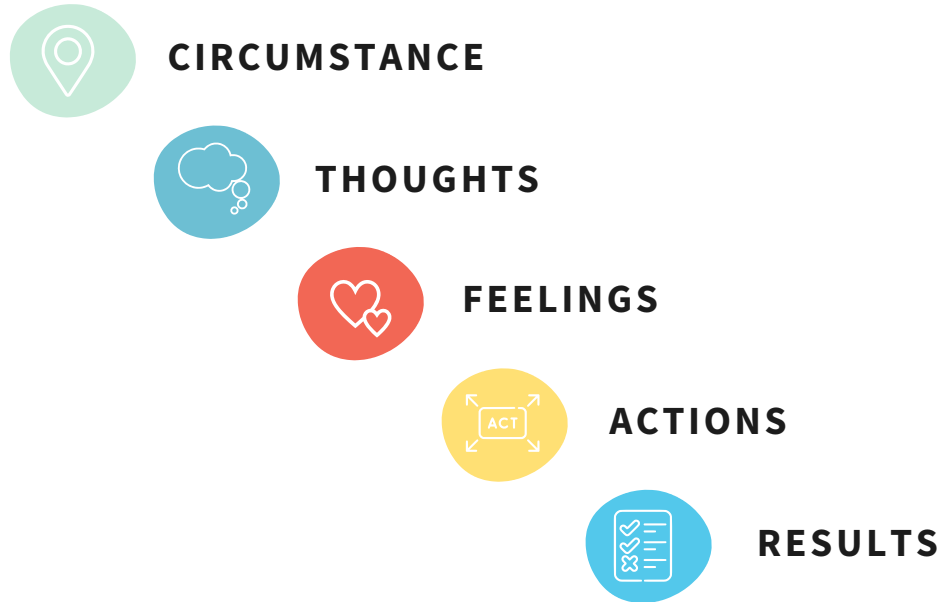 CIRCUMSTANCE
THOUGHTS
FEELINGS
ACT
ACTIONS
RESULTS